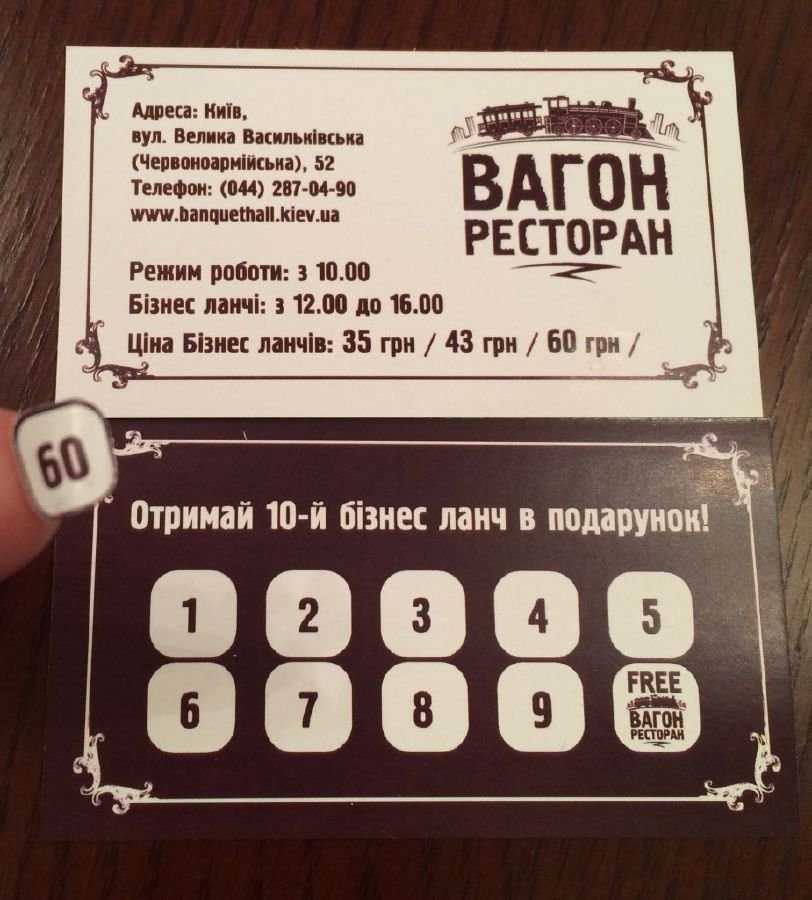 Адреса: Київ,
вул. Велика Васильківська
(Червоноармійська), 52
Телефон: (044) 287-04-90
www.banquethall.kiev.ua
ВАГОН
РЕСТОРАН
Режим роботи: з 10.00
Бізнес ланчі: з 12.00 до 16.00
Ціна Бізнес ланчів: 35 грн / 43 грн / 60 грн /
60
Отримай 10-й бізнес ланч в подарунок!
1 2 3 4 5
6 7 8 9 FREE
ВАГОН
РЕСТОРАН